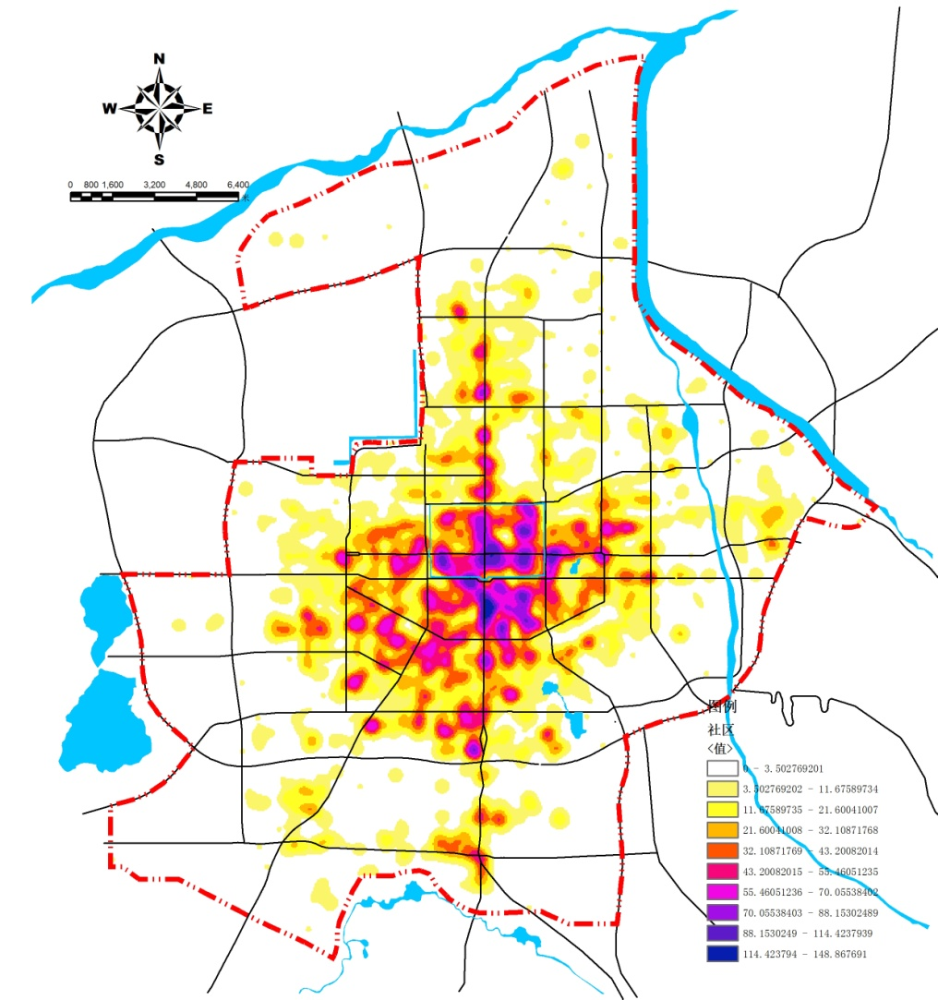 N
W E
S
0 800 1,600 3,200 4,800 6,400
米
图例
社区
<值>
0 - 3.502769201
3.502769202 - 11.67589734
11.67589735 - 21.60041007
21.60041008 - 32.10871768
32.10871769 - 43.20082014
43.20082015 - 55.46051235
55.46051236 - 70.05538402
70.05538403 - 88.15302489
88.1530249 - 114.4237939
114.423794 - 148.867691